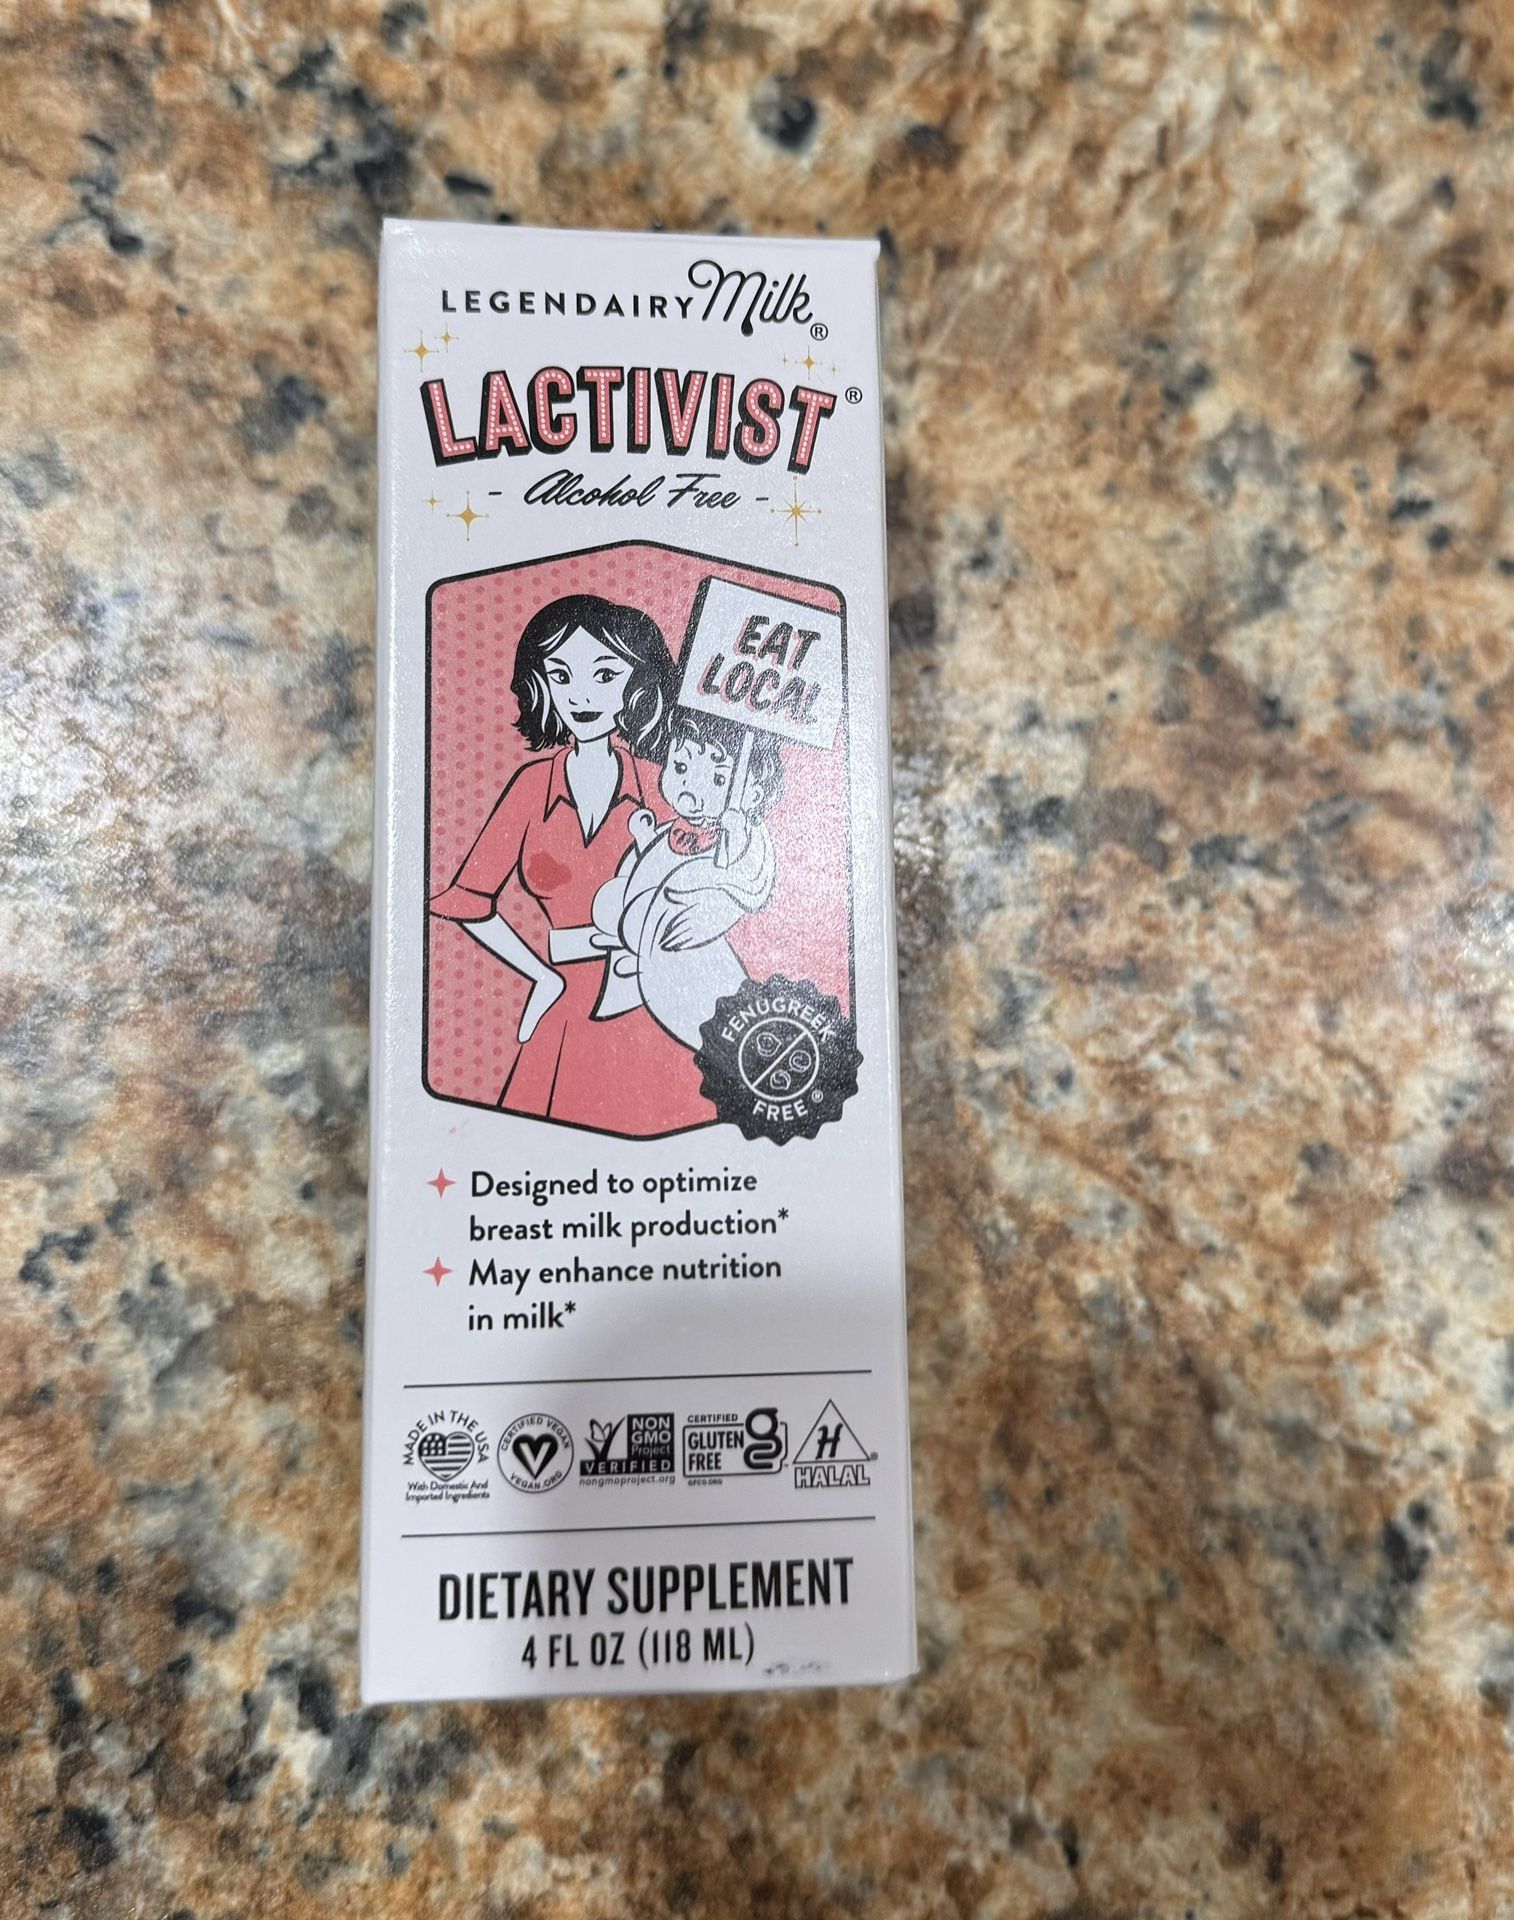 LEGENDAIRY Milk®
LACTIVIST®
- Alcohol Free -
EAT
LOCAL
FENUGREEK
FREE®
Designed to optimize
breast milk production*
May enhance nutrition
in milk*
MADE IN THE USA
With Domestic And
Imported Ingredients
CERTIFIED VEGAN
VEGAN.ORG
NON
GMO
Project
VERIFIED
nongmoproject.org
CERTIFIED
GLUTEN
FREE
GFCO.ORG
H
HALAL®
DIETARY SUPPLEMENT
4 FL OZ (118 ML)